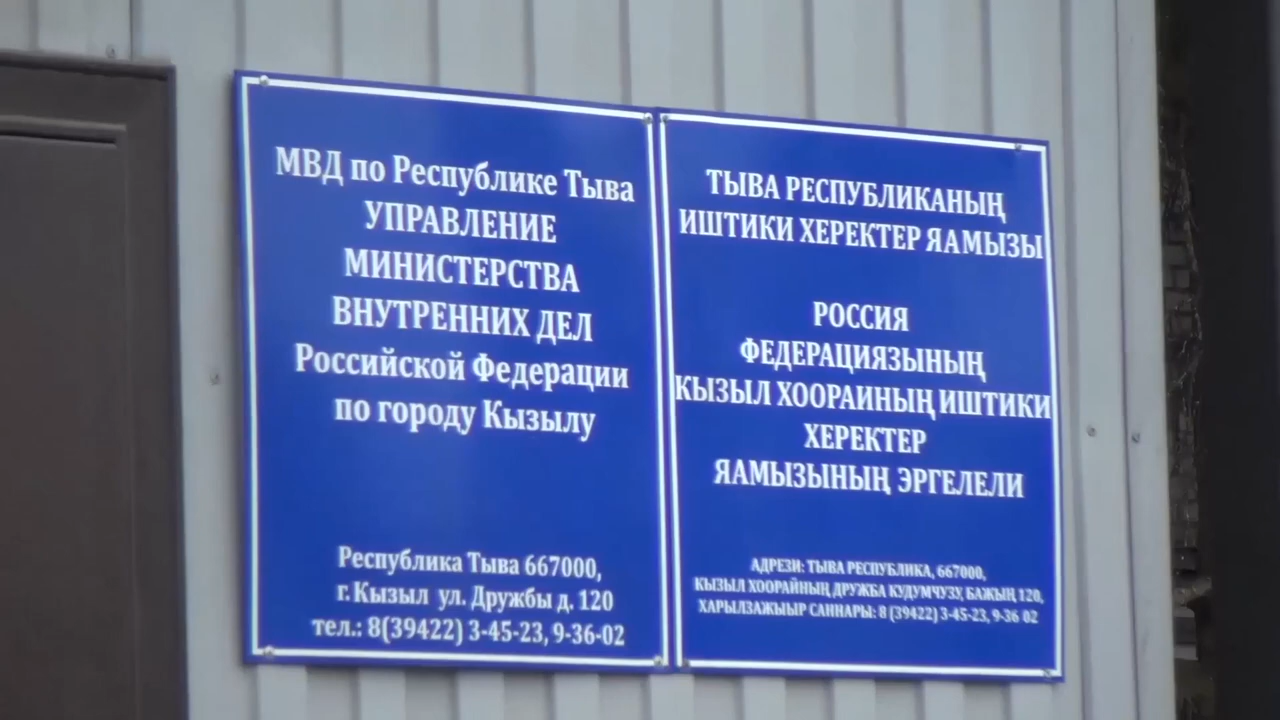 МВД по Республике Тыва
УПРАВЛЕНИЕ
МИНИСТЕРСТВА
ВНУТРЕННИХ ДЕЛ
Российской Федерации
по городу Кызылу
Республика Тыва 667000,
г.Кызыл ул. Дружбы д. 120
тел.: 8(39422) 3-45-23, 9-36-02
ТЫВА РЕСПУБЛИКАНЫҢ
ИШТИКИ ХЕРЕКТЕР ЯАМЫЗЫ
РОССИЯ
ФЕДЕРАЦИЯЗЫНЫҢ
КЫЗЫЛ ХООРАИНЫҢ ИШТИКИ
ХЕРЕКТЕР
ЯАМЫЗЫНЫҢ ЭРГЕЛЕЛИ
АДРЕЗИ: ТЫВА РЕСПУБЛИКА, 667000,
КЫЗЫЛ ХООРАЙНЫҢ ДРУЖБА КУДУМЧУЗУ, БАЖЫҢ 120,
ХАРЫЛЗАЖЫЫР САННАРЫ: 8 (39422) 3-45-23, 9-36 02